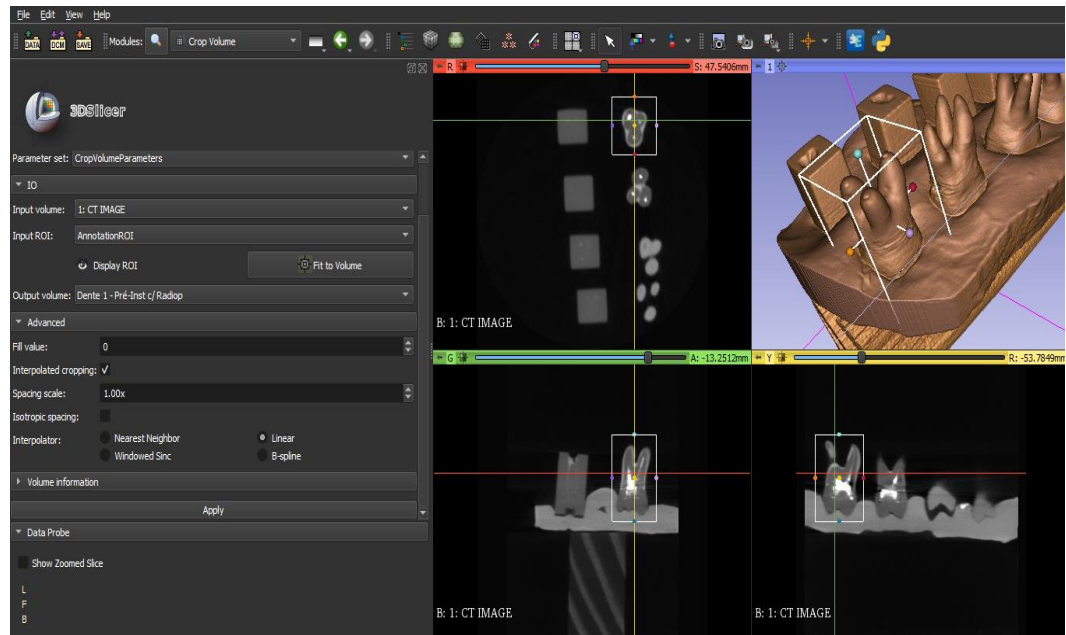 File Edit View Help
DATA DCM SAVE Modules: Crop Volume
3DSlicer
Parameter set: CropVolumeParameters
IO
Input volume: 1: CT IMAGE
Input ROI: AnnotationROI
Display ROI Fit to Volume
Output volume: Dente 1 - Pré-Inst c/ Radiop
Advanced
Fill value: 0
Interpolated cropping:
Spacing scale: 1.00x
Isotropic spacing:
Interpolator: Nearest Neighbor Linear
Windowed Sinc B-spline
Volume information
Apply
Data Probe
Show Zoomed Slice
L
F
B
R S: 47.5406mm
B: 1: CT IMAGE
1
G A: -13.2512mm
B: 1: CT IMAGE
Y R: -53.7849mm
B: 1: CT IMAGE